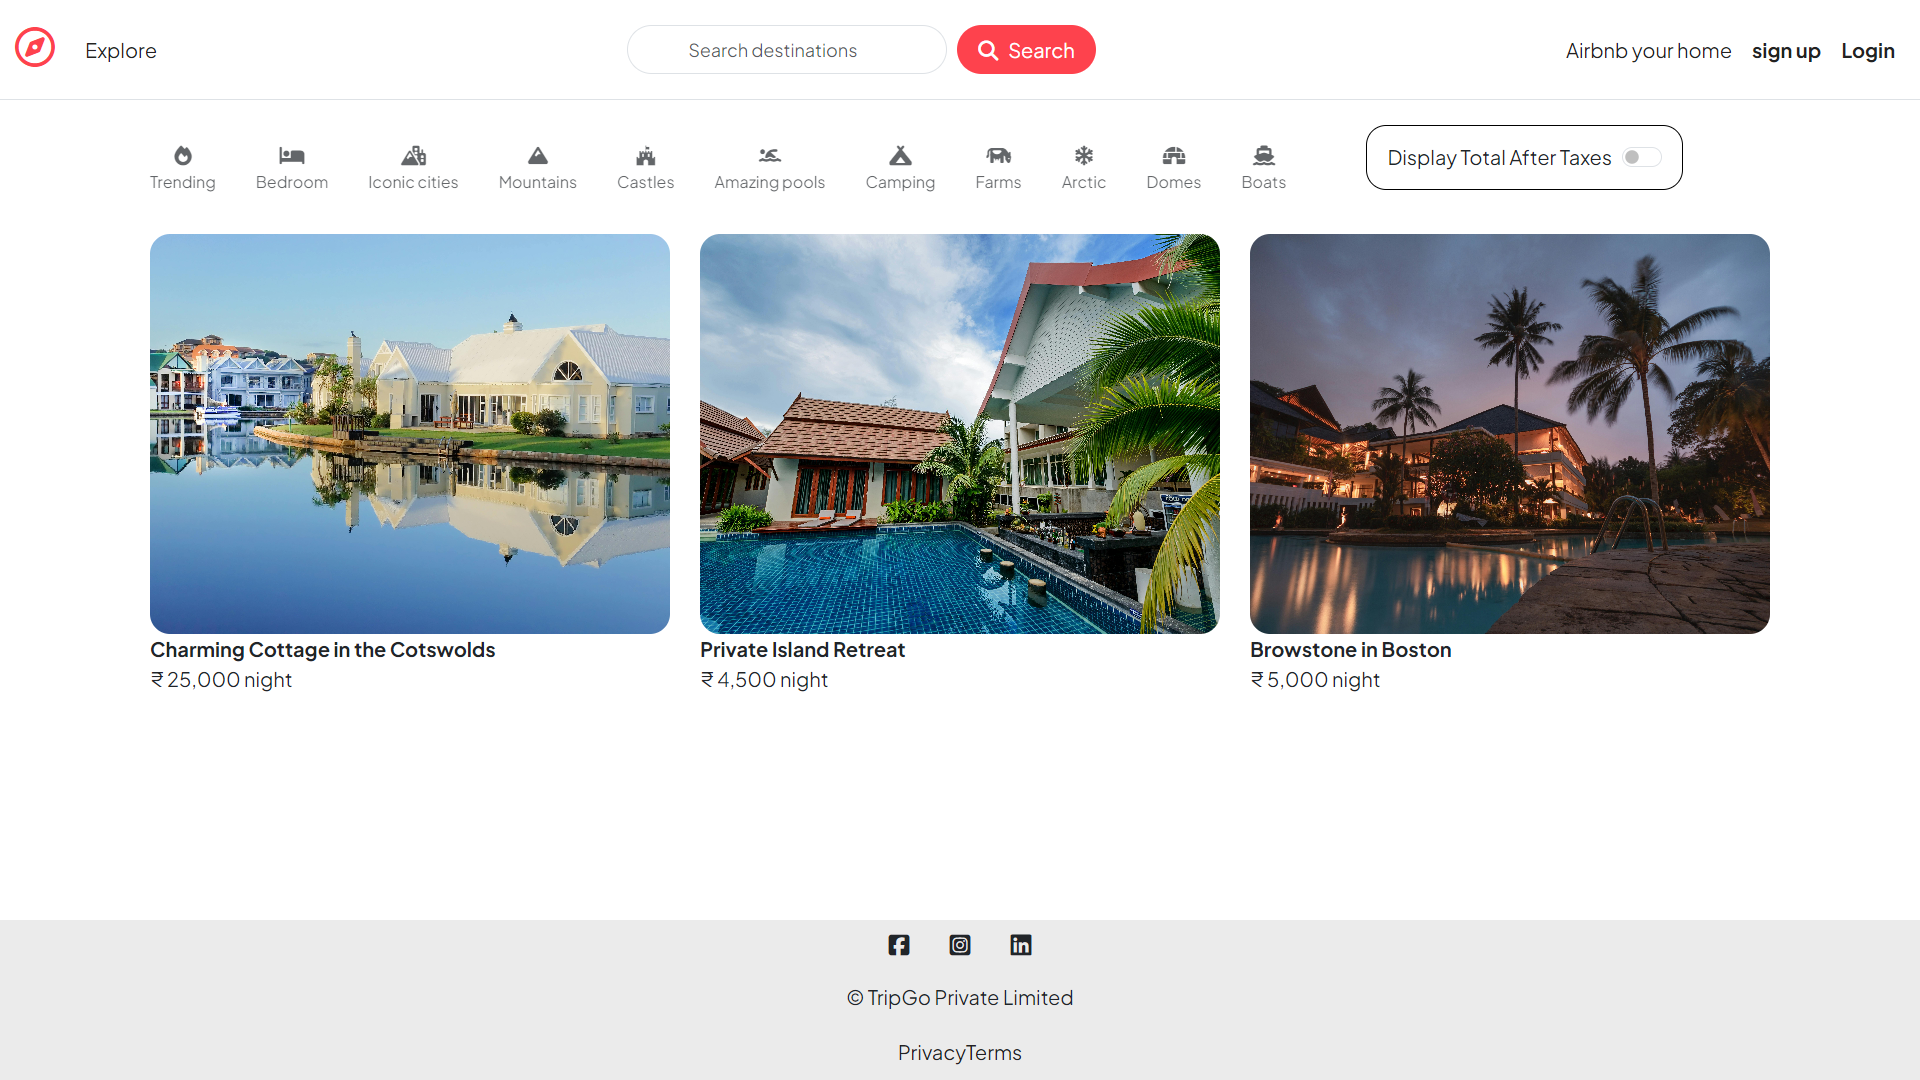 Explore
Search destinations
Search
Airbnb your home
sign up
Login
Trending
Bedroom
Iconic cities
Mountains
Castles
Amazing pools
Camping
Farms
Arctic
Domes
Boats
Display Total After Taxes
Charming Cottage in the Cotswolds
₹ 25,000 night
Private Island Retreat
₹ 4,500 night
Browstone in Boston
₹ 5,000 night
© TripGo Private Limited
PrivacyTerms